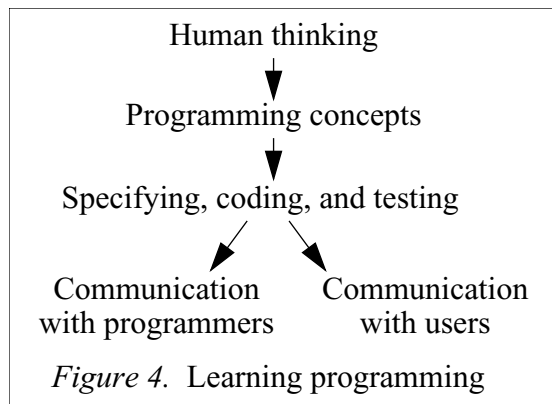 Human thinking
Programming concepts
Specifying, coding, and testing
Communication
with programmers
Communication
with users
Figure 4. Learning programming